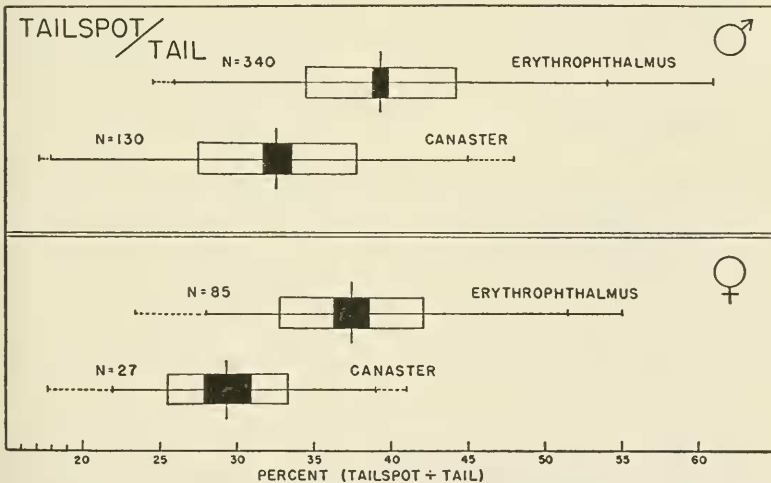 TAILSPOT/
TAIL
♂
N=340 ERYTHROPHTHALMUS
N=130 CANASTER
♀
N=85 ERYTHROPHTHALMUS
N=27 CANASTER
20 25 30 35 40 45 50 55 60
PERCENT (TAILSPOT ÷ TAIL)